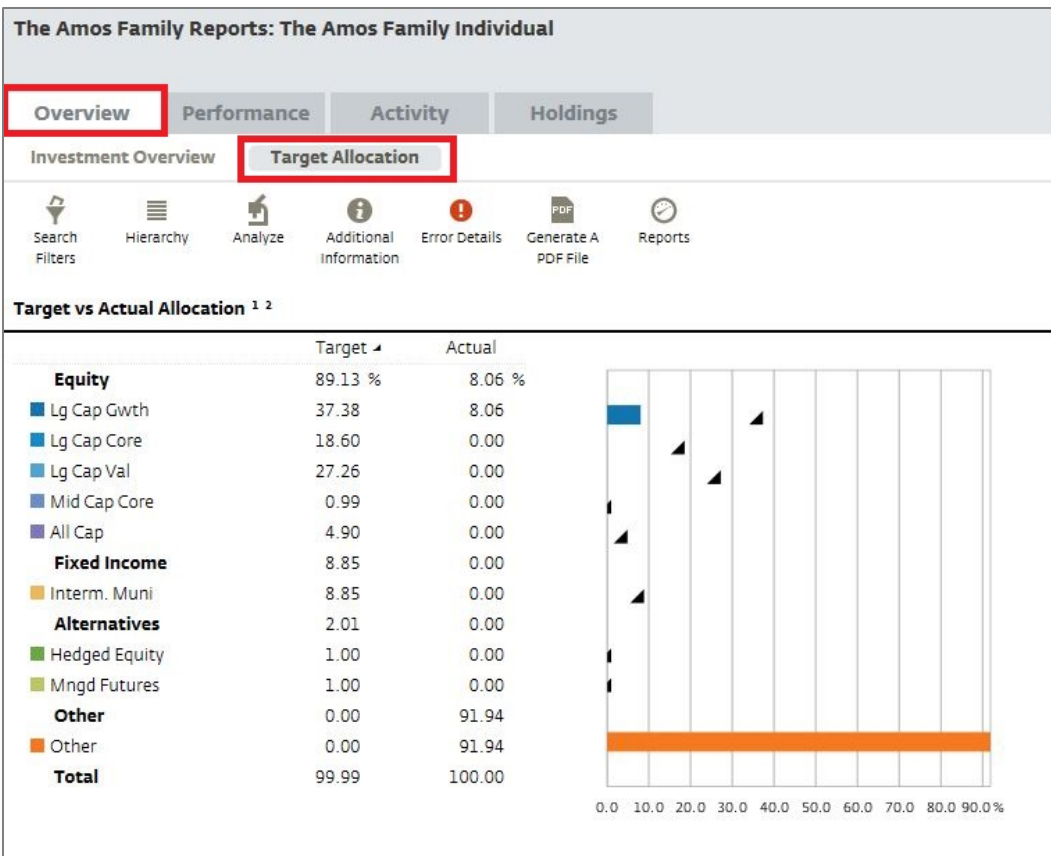 The Amos Family Reports: The Amos Family Individual
Overview Performance Activity Holdings
Investment Overview Target Allocation
Search Filters Hierarchy Analyze Additional Information Error Details PDF Generate A PDF File Reports
Target vs Actual Allocation 1 2
Target Actual
Equity 89.13 % 8.06 %
Lg Cap Gwth 37.38 8.06
Lg Cap Core 18.60 0.00
Lg Cap Val 27.26 0.00
Mid Cap Core 0.99 0.00
All Cap 4.90 0.00
Fixed Income 8.85 0.00
Interm. Muni 8.85 0.00
Alternatives 2.01 0.00
Hedged Equity 1.00 0.00
Mngd Futures 1.00 0.00
Other 0.00 91.94
Other 0.00 91.94
Total 99.99 100.00
0.0 10.0 20.0 30.0 40.0 50.0 60.0 70.0 80.0 90.0 %